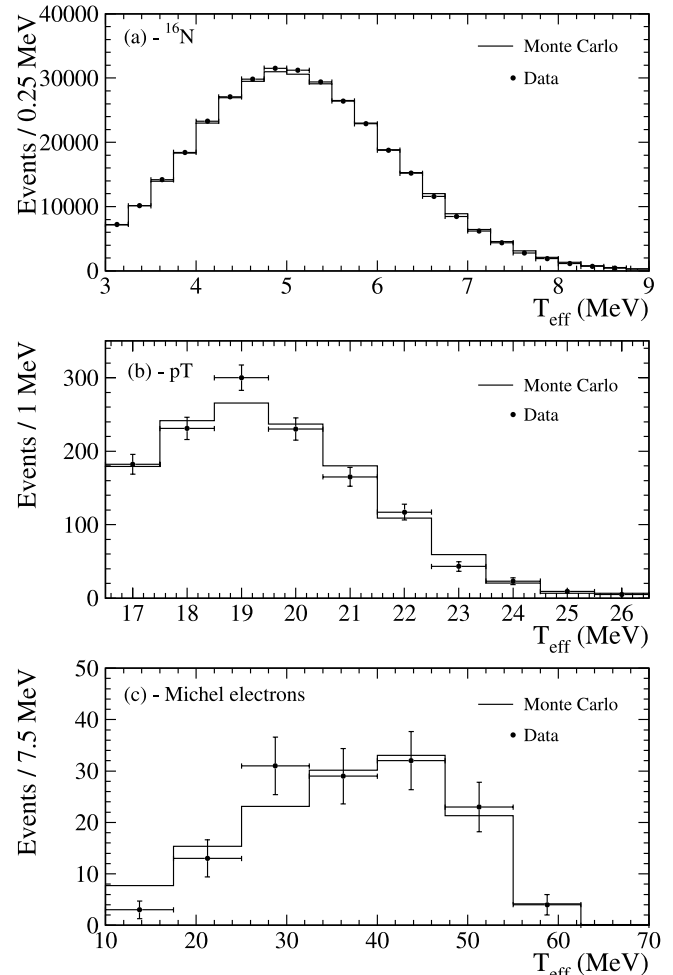 (a) - ¹⁶N
Monte Carlo
Data
Events / 0.25 MeV
40000
30000
20000
10000
0
3 4 5 6 7 8 9
T_eff (MeV)
(b) - pT
Monte Carlo
Data
Events / 1 MeV
300
200
100
0
17 18 19 20 21 22 23 24 25 26
T_eff (MeV)
(c) - Michel electrons
Monte Carlo
Data
Events / 7.5 MeV
50
40
30
20
10
0
10 20 30 40 50 60 70
T_eff (MeV)